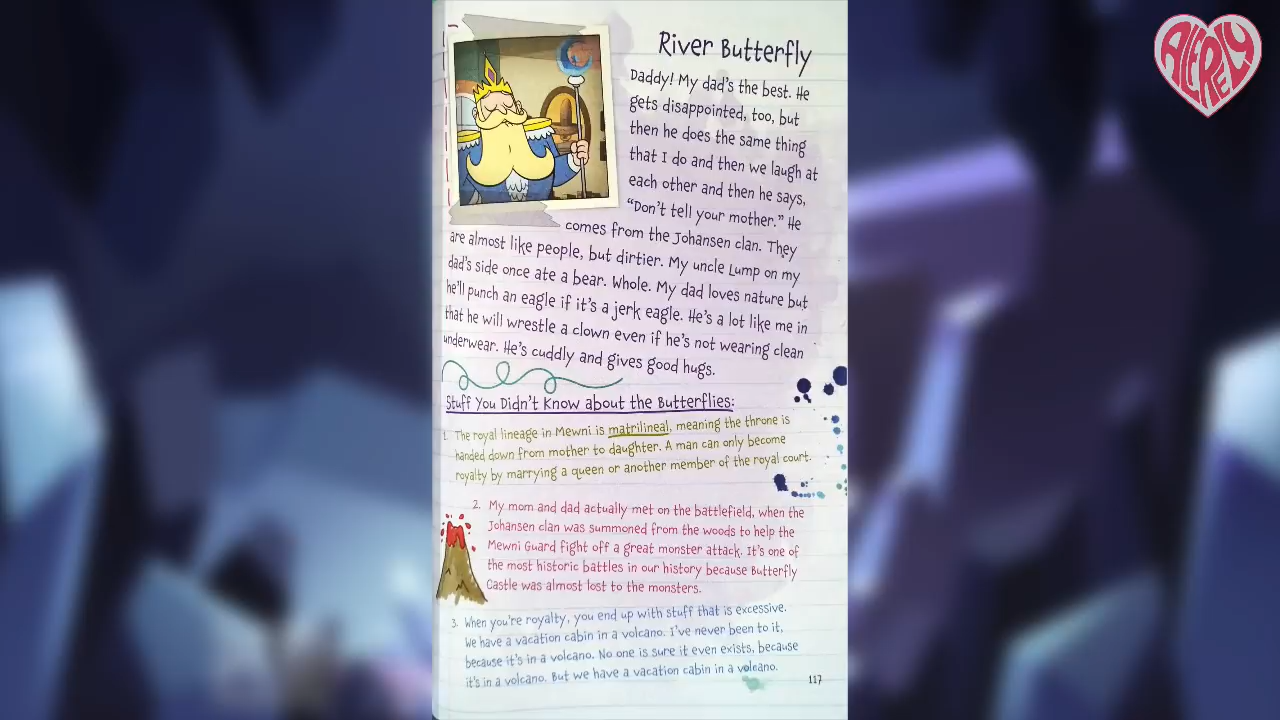 River Butterfly
Daddy! My dad's the best. He
gets disappointed, too, but
then he does the same thing
that I do and then we laugh at
each other and then he says,
"Don't tell your mother." He
comes from the Johansen clan. They
are almost like people, but dirtier. My uncle Lump on my
dad's side once ate a bear. Whole. My dad loves nature but
he'll punch an eagle if it's a jerk eagle. He's a lot like me in
that he will wrestle a clown even if he's not wearing clean
underwear. He's cuddly and gives good hugs.
Stuff You Didn't Know about the Butterflies:
1. The royal lineage in Mewni is matrilineal, meaning the throne is
handed down from mother to daughter. A man can only become
royalty by marrying a queen or another member of the royal court.
2. My mom and dad actually met on the battlefield, when the
Johansen clan was summoned from the woods to help the
Mewni Guard fight off a great monster attack. It's one of
the most historic battles in our history because Butterfly
Castle was almost lost to the monsters.
3. When you're royalty, you end up with stuff that is excessive.
We have a vacation cabin in a volcano. I've never been to it,
because it's in a volcano. No one is sure it even exists, because
it's in a volcano. But we have a vacation cabin in a volcano.
117